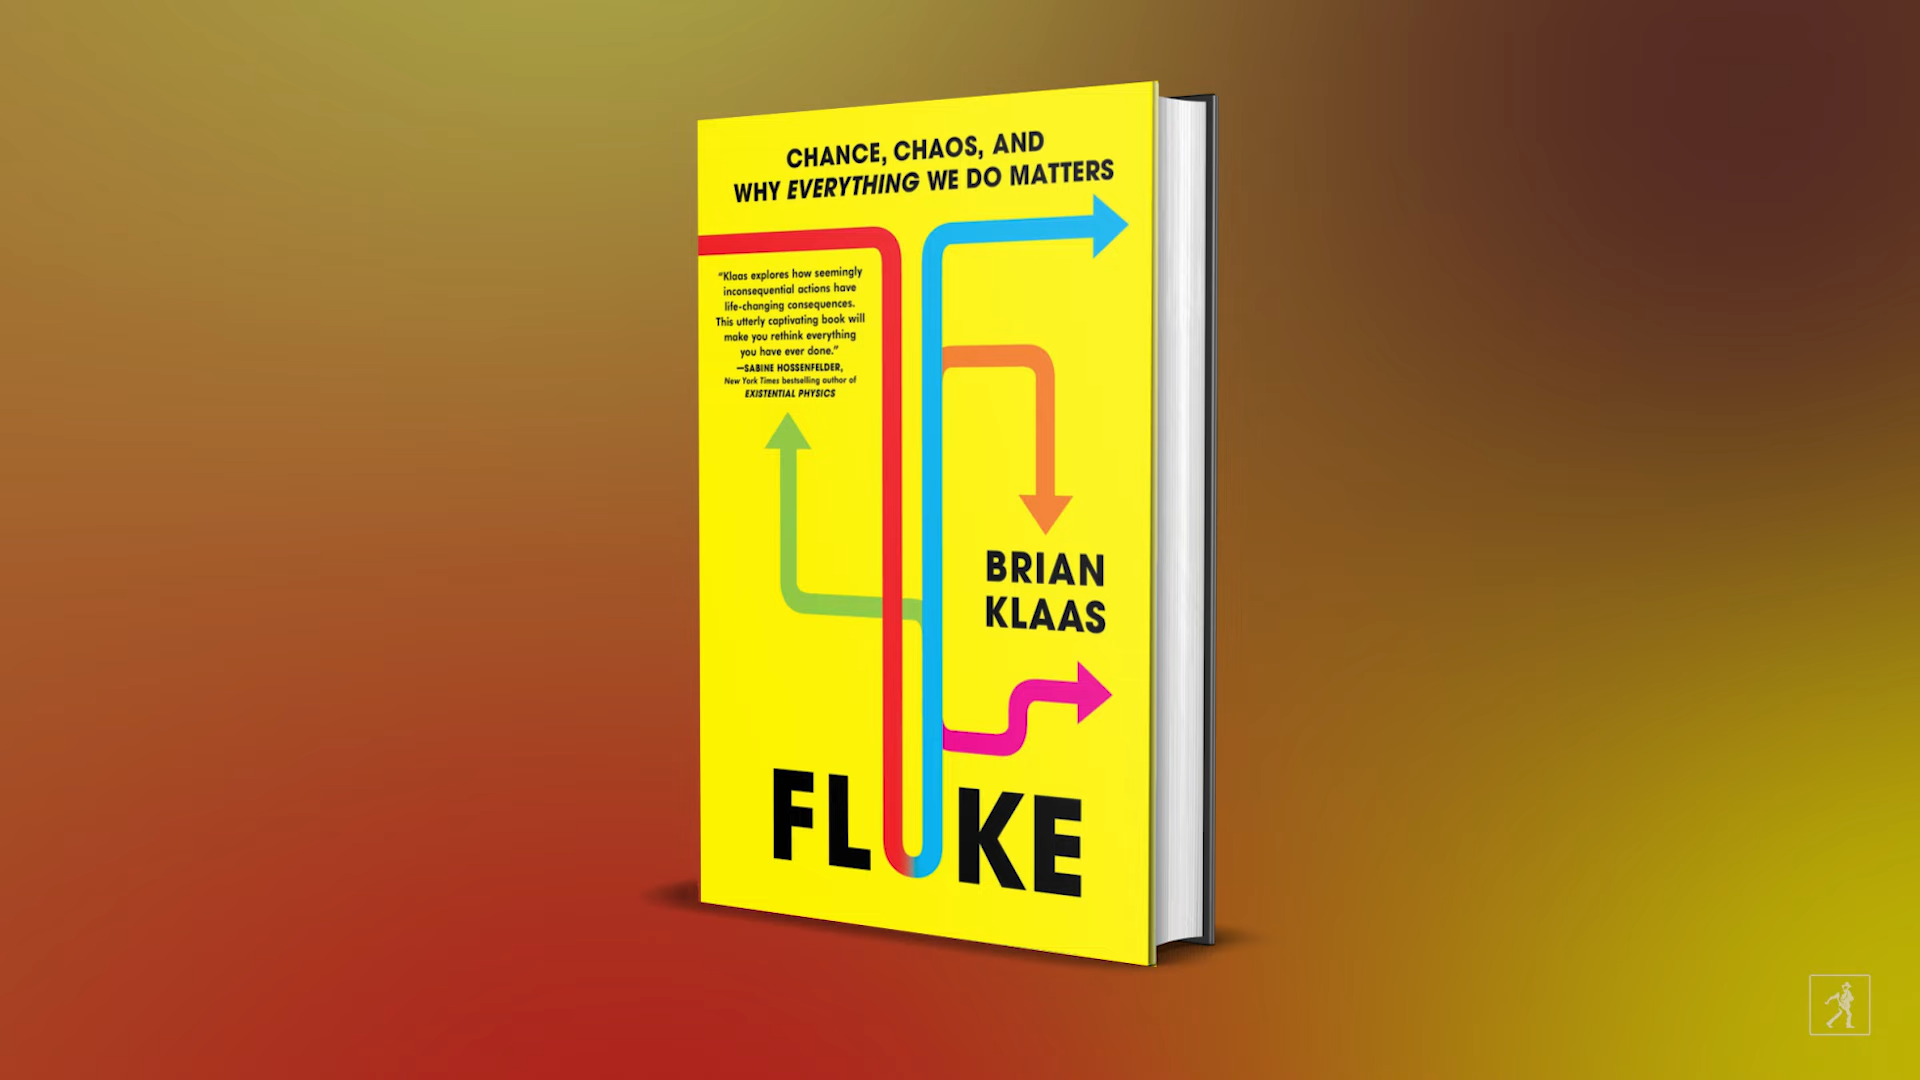 CHANCE, CHAOS, AND
WHY EVERYTHING WE DO MATTERS
“Klaas explores how seemingly
inconsequential actions have
life-changing consequences.
This utterly captivating book will
make you rethink everything
you have ever done.”
—SABINE HOSSENFELDER,
New York Times bestselling author of
EXISTENTIAL PHYSICS
BRIAN
KLAAS
FLUKE